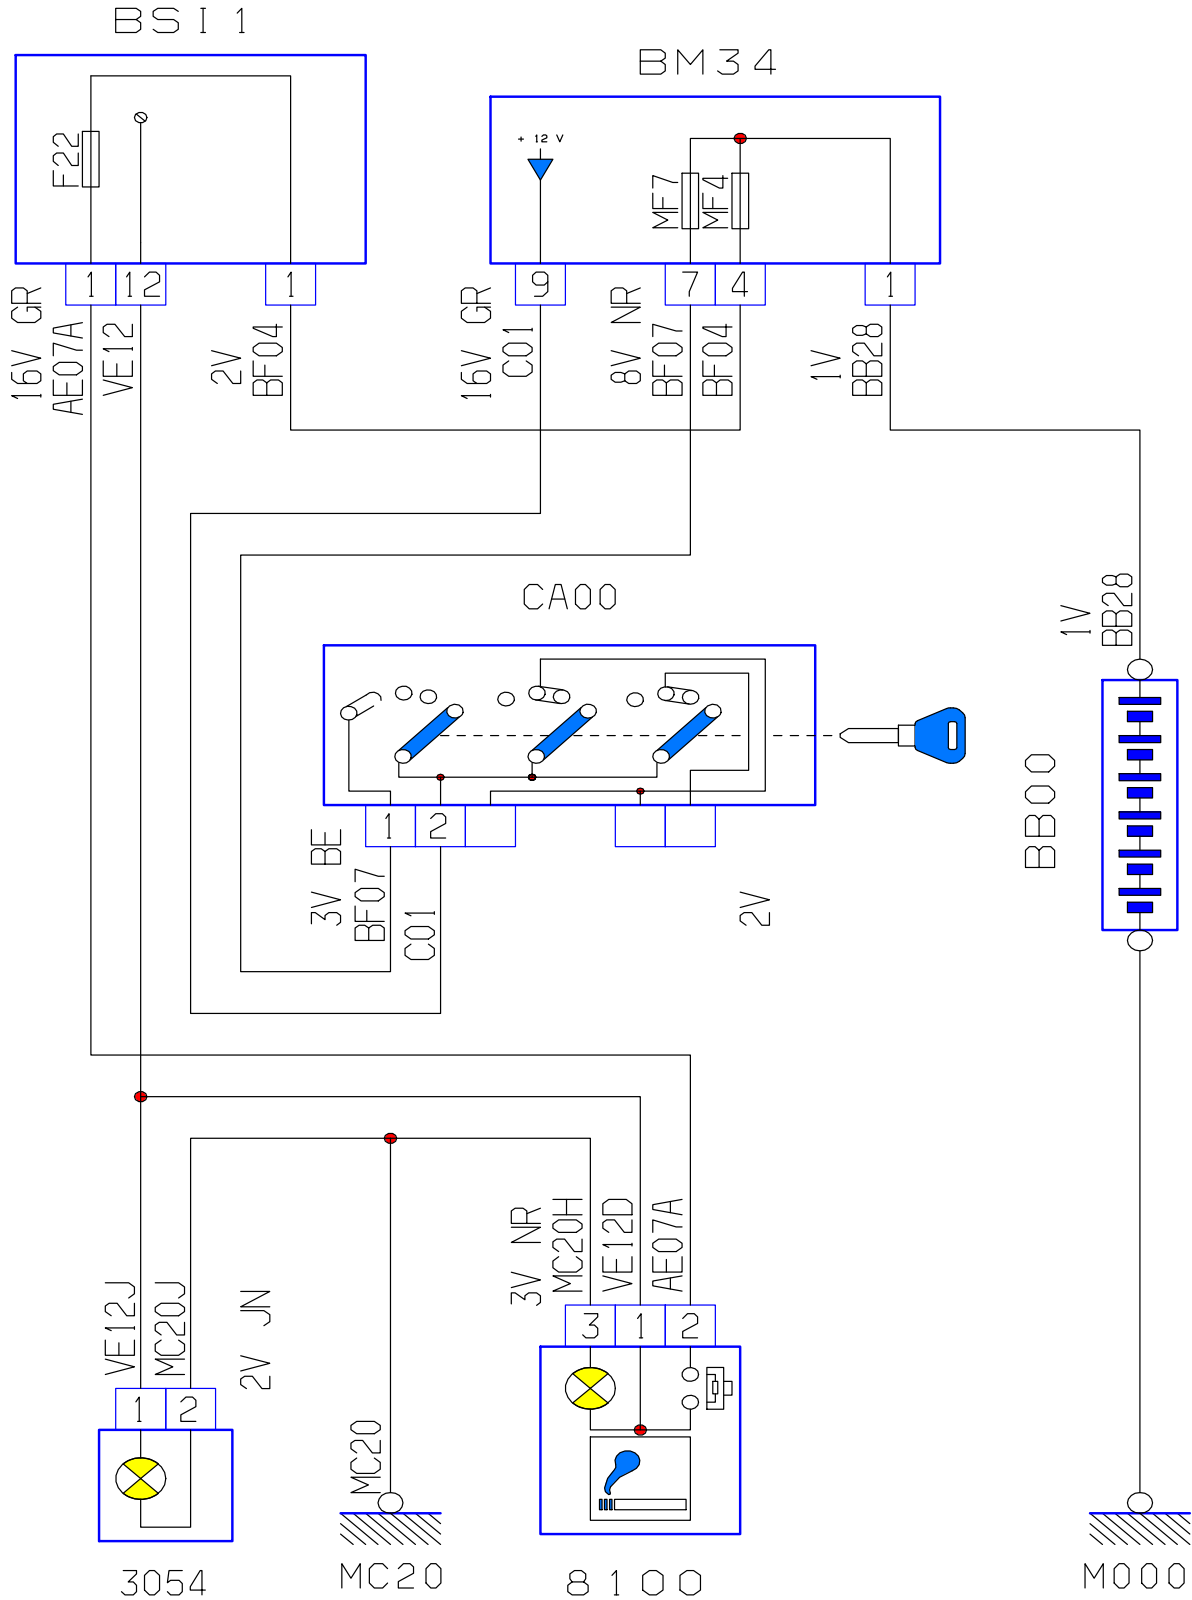 BSI 1
BM34
F22
+ 12 V
MF7
MF4
1
12
1
9
7
4
1
16V GR
AE07A
VE12
2V
BF04
16V GR
C01
8V NR
BF07
BF04
1V
BB28
CA00
1V
BB28
BB00
1
2
3V BE
BF07
C01
2V
VE12J
MC20J
2V JN
3V NR
MC20H
VE12D
AE07A
3
1
2
1
2
MC20
3054
MC20
8100
M000